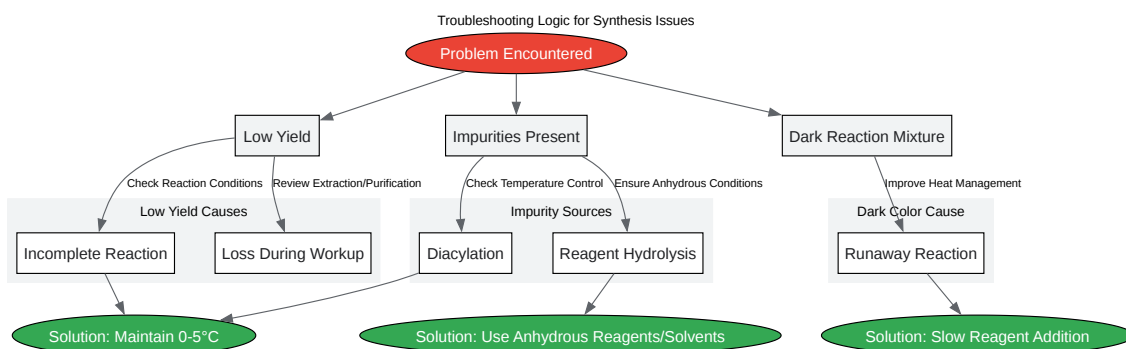 Troubleshooting Logic for Synthesis Issues
Problem Encountered
Low Yield
Impurities Present
Dark Reaction Mixture
Check Reaction Conditions
Review Extraction/Purification
Check Temperature Control
Ensure Anhydrous Conditions
Improve Heat Management
Low Yield Causes
Impurity Sources
Dark Color Cause
Incomplete Reaction
Loss During Workup
Diacylation
Reagent Hydrolysis
Runaway Reaction
Solution: Maintain 0-5°C
Solution: Use Anhydrous Reagents/Solvents
Solution: Slow Reagent Addition